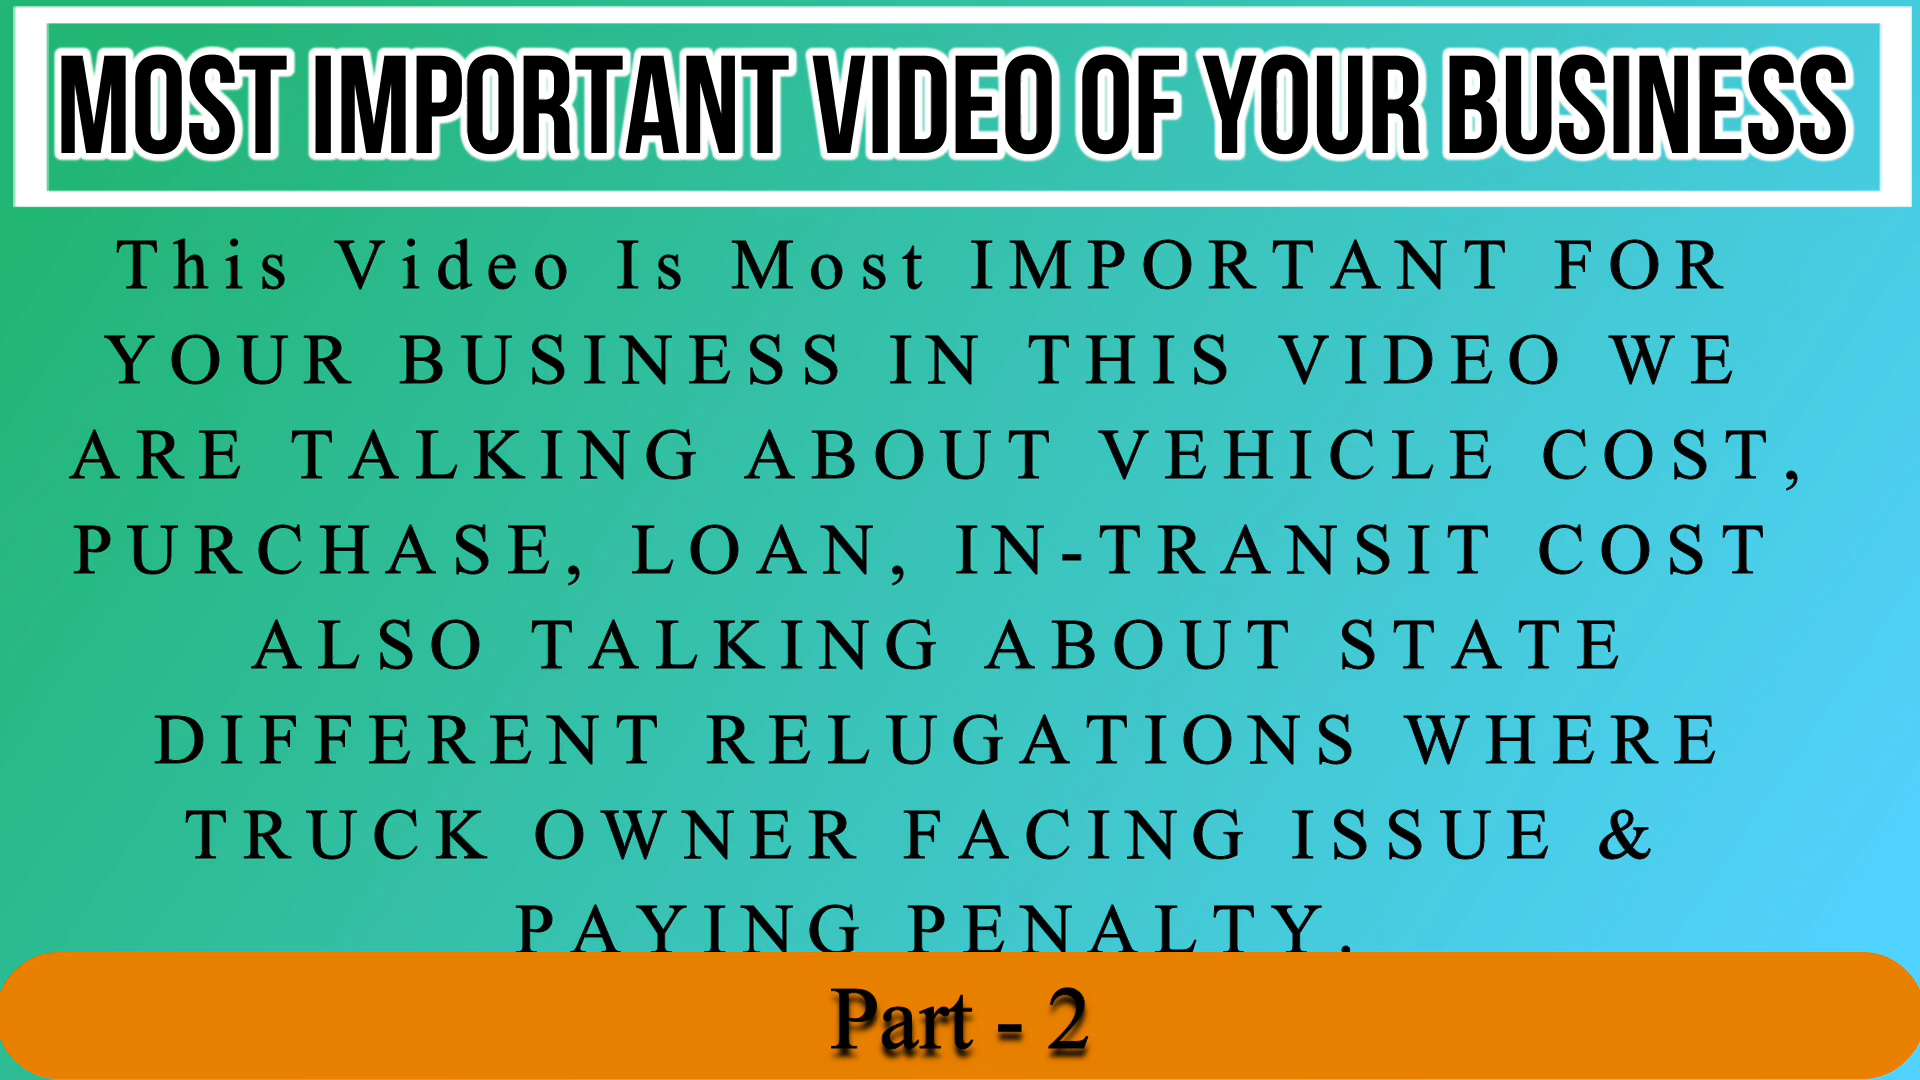 MOST IMPORTANT VIDEO OF YOUR BUSINESS
This Video Is Most IMPORTANT FOR
YOUR BUSINESS IN THIS VIDEO WE
ARE TALKING ABOUT VEHICLE COST,
PURCHASE, LOAN, IN-TRANSIT COST
ALSO TALKING ABOUT STATE
DIFFERENT RELUGATIONS WHERE
TRUCK OWNER FACING ISSUE &
PAYING PENALTY.
Part - 2